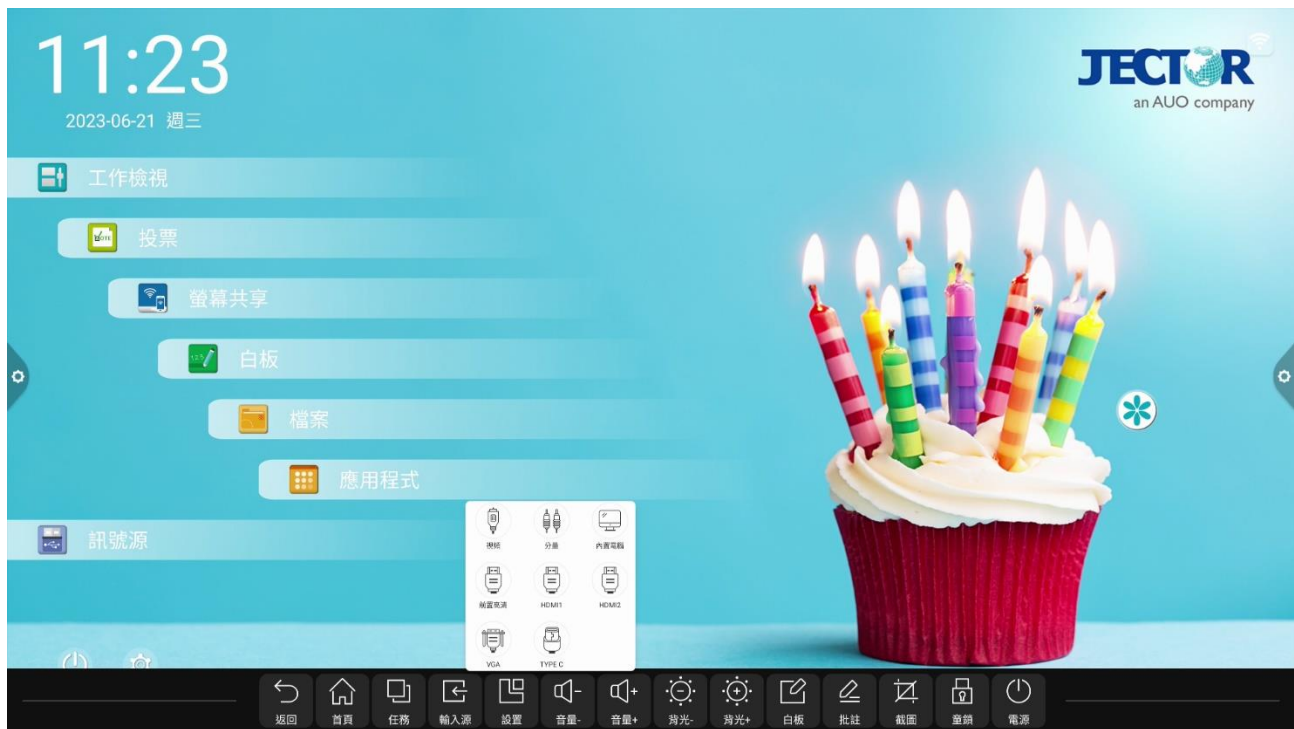 11:23
2023-06-21 週三
JECTOR
an AUO company
工作檢視
VOTE
投票
螢幕共享
白板
檔案
應用程式
訊號源
視頻 分量 內置電腦
前置高清 HDMI1 HDMI2
VGA TYPE C
返回 首頁 任務 輸入源 設置 音量- 音量+ 背光- 背光+ 白板 批註 截圖 童鎖 電源